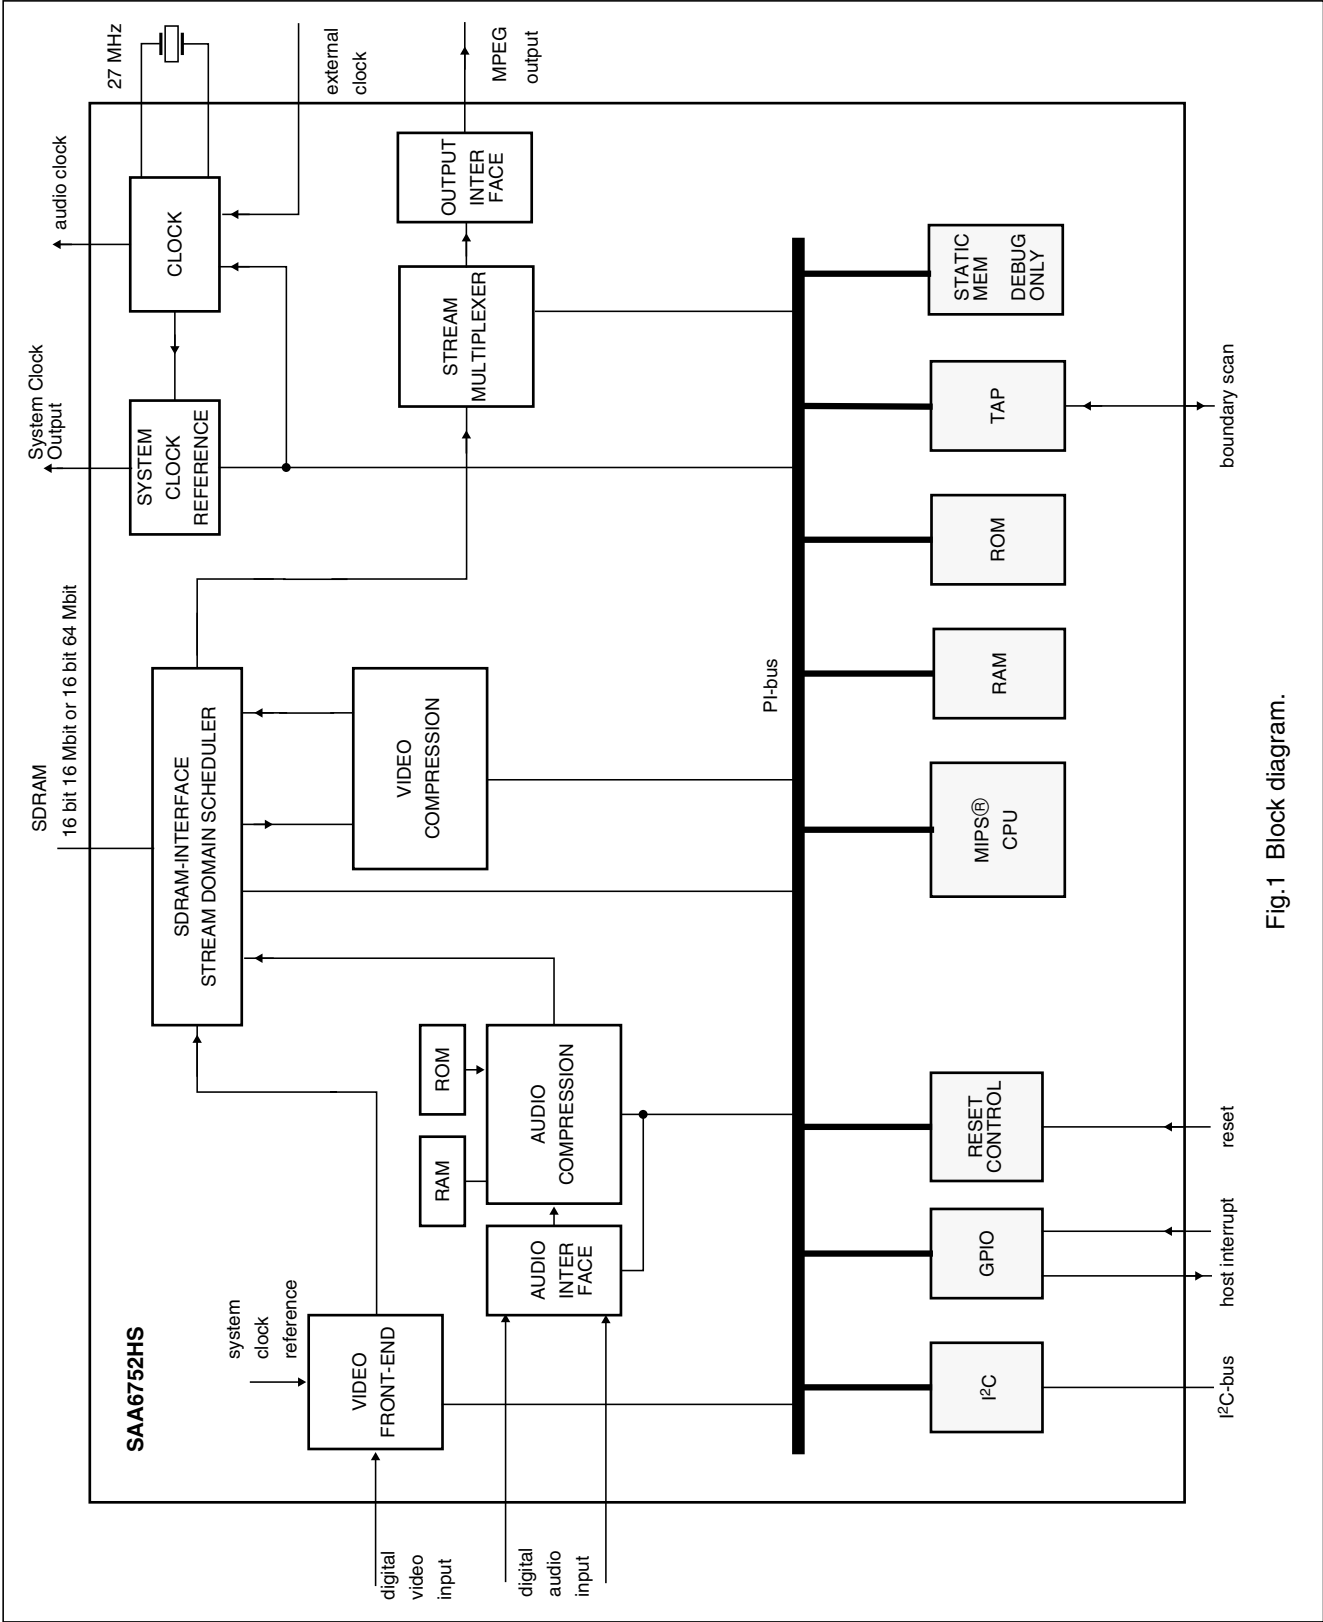 SDRAM
16 bit 16 Mbit or 16 bit 64 Mbit
System Clock
Output
audio clock
27 MHz
external
clock
MPEG
output
SAA6752HS
system
clock
reference
SDRAM-INTERFACE
STREAM DOMAIN SCHEDULER
SYSTEM
CLOCK
REFERENCE
CLOCK
digital
video
input
VIDEO
FRONT-END
RAM
ROM
VIDEO
COMPRESSION
STREAM
MULTIPLEXER
OUTPUT
INTER
FACE
digital
audio
input
AUDIO
INTER
FACE
AUDIO
COMPRESSION
PI-bus
I²C
GPIO
RESET
CONTROL
MIPS®
CPU
RAM
ROM
TAP
STATIC
MEM
DEBUG
ONLY
I²C-bus
host interrupt
reset
boundary scan
Fig.1 Block diagram.